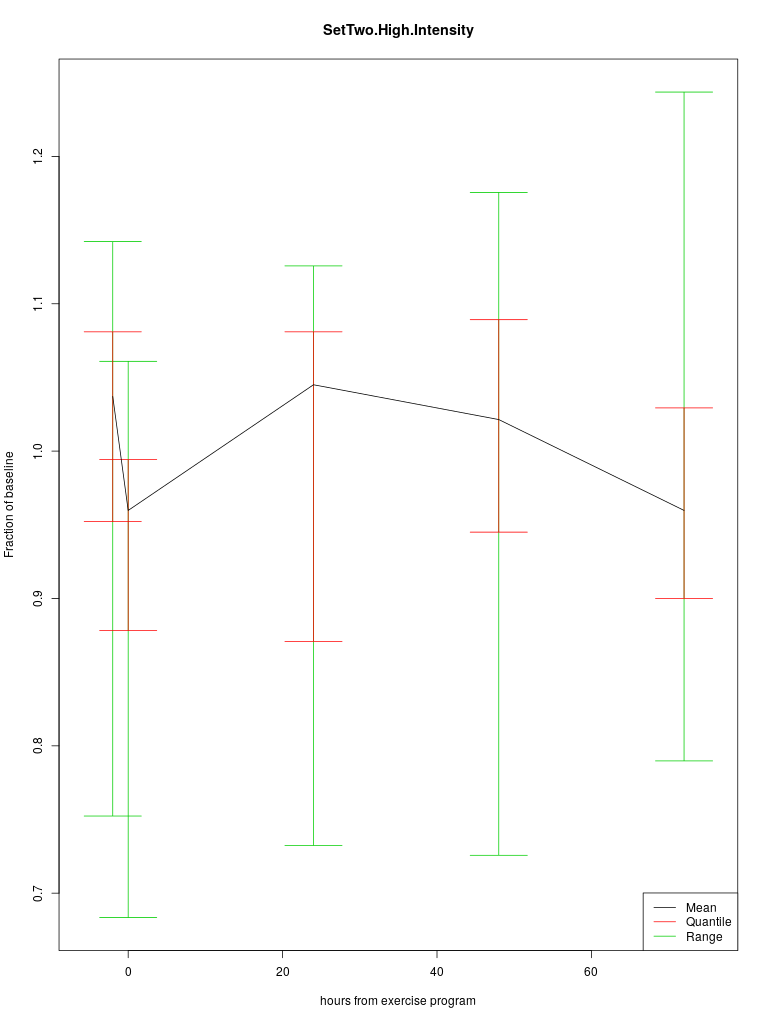 SetTwo.High.Intensity
Fraction of baseline
1.2
1.1
1.0
0.9
0.8
0.7
0
20
40
60
hours from exercise program
Mean
Quantile
Range